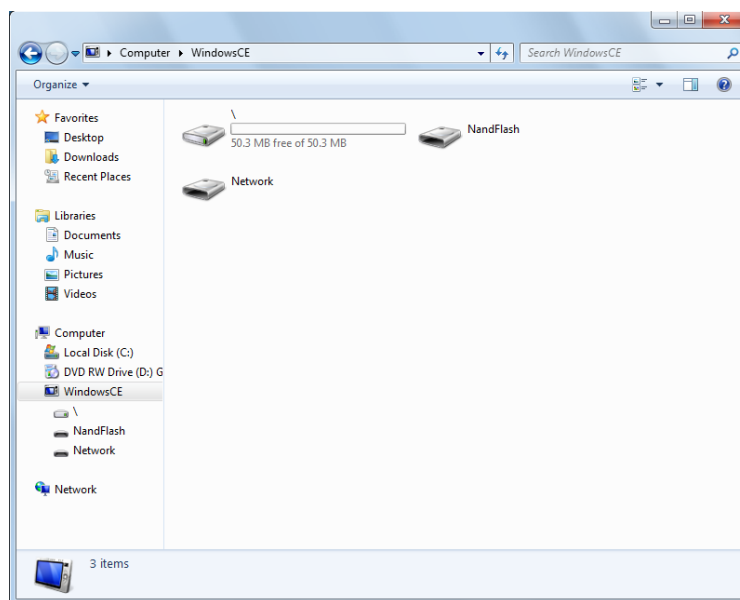 Computer ▸ WindowsCE
Search WindowsCE
Organize
Favorites
Desktop
Downloads
Recent Places
Libraries
Documents
Music
Pictures
Videos
Computer
Local Disk (C:)
DVD RW Drive (D:) G
WindowsCE
\
NandFlash
Network
Network
\
50.3 MB free of 50.3 MB
NandFlash
Network
3 items